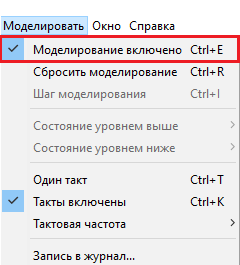 Моделировать Окно Справка
Моделирование включено Ctrl+E
Сбросить моделирование Ctrl+R
Шаг моделирования Ctrl+I
Состояние уровнем выше
Состояние уровнем ниже
Один такт Ctrl+T
Такты включены Ctrl+K
Тактовая частота
Запись в журнал...